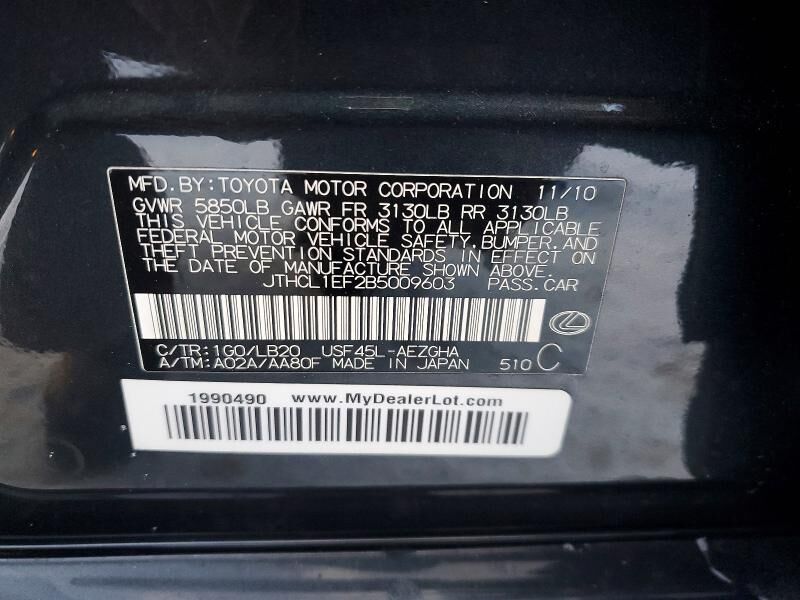 MFD.BY:TOYOTA MOTOR CORPORATION 11/10
GVWR 5850LB GAWR FR 3130LB RR 3130LB
THIS VEHICLE CONFORMS TO ALL APPLICABLE
FEDERAL MOTOR VEHICLE SAFETY,BUMPER,AND
THEFT PREVENTION STANDARDS IN EFFECT ON
THE DATE OF MANUFACTURE SHOWN ABOVE.
JTHCL1EF2B5009603 PASS.CAR
C/TR:1G0/LB20 USF45L-AEZGHA
A/TM:A02A/AA80F MADE IN JAPAN 510 C
1990490 www.MyDealerLot.com